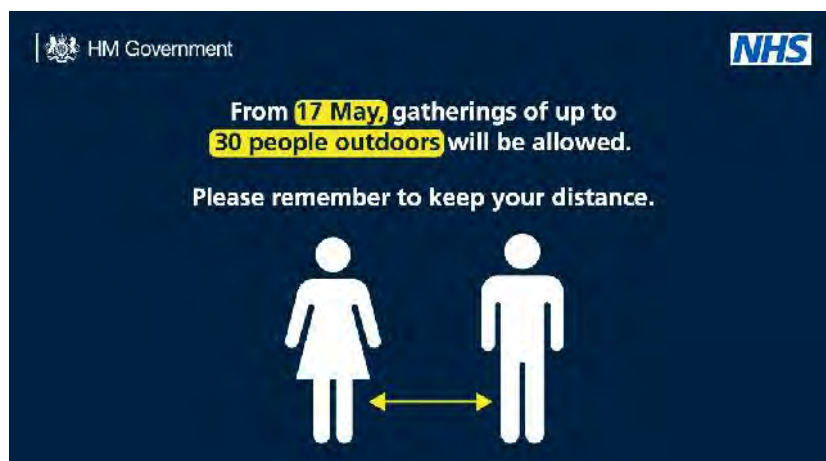 HM Government
NHS
From 17 May, gatherings of up to
30 people outdoors will be allowed.
Please remember to keep your distance.